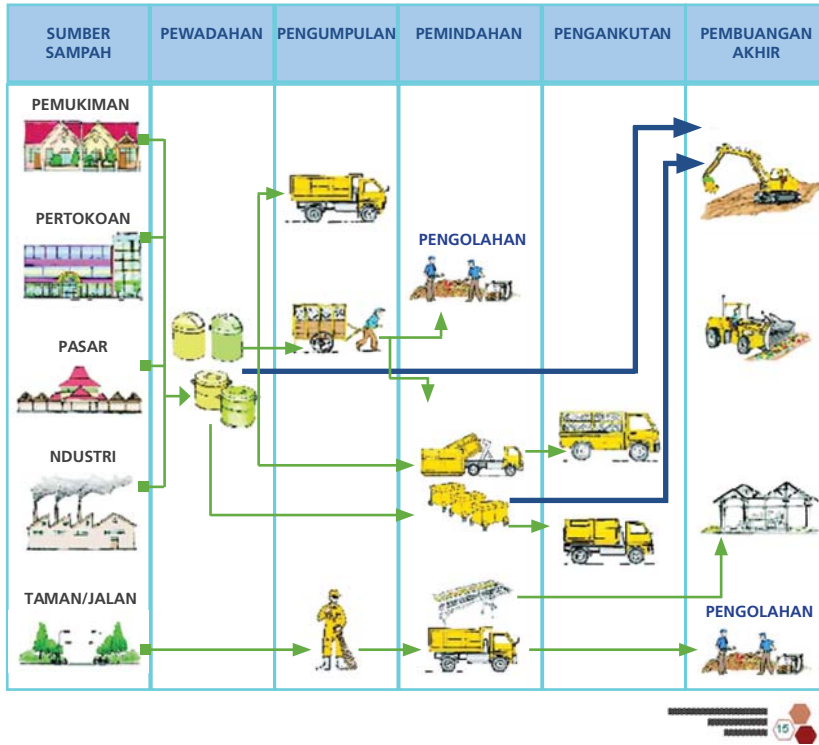 SUMBER
SAMPAH
PEWADAHAN
PENGUMPULAN
PEMINDAHAN
PENGANKUTAN
PEMBUANGAN
AKHIR
PEMUKIMAN
PERTOKOAN
PENGOLAHAN
PASAR
NDUSTRI
TAMAN/JALAN
PENGOLAHAN
15